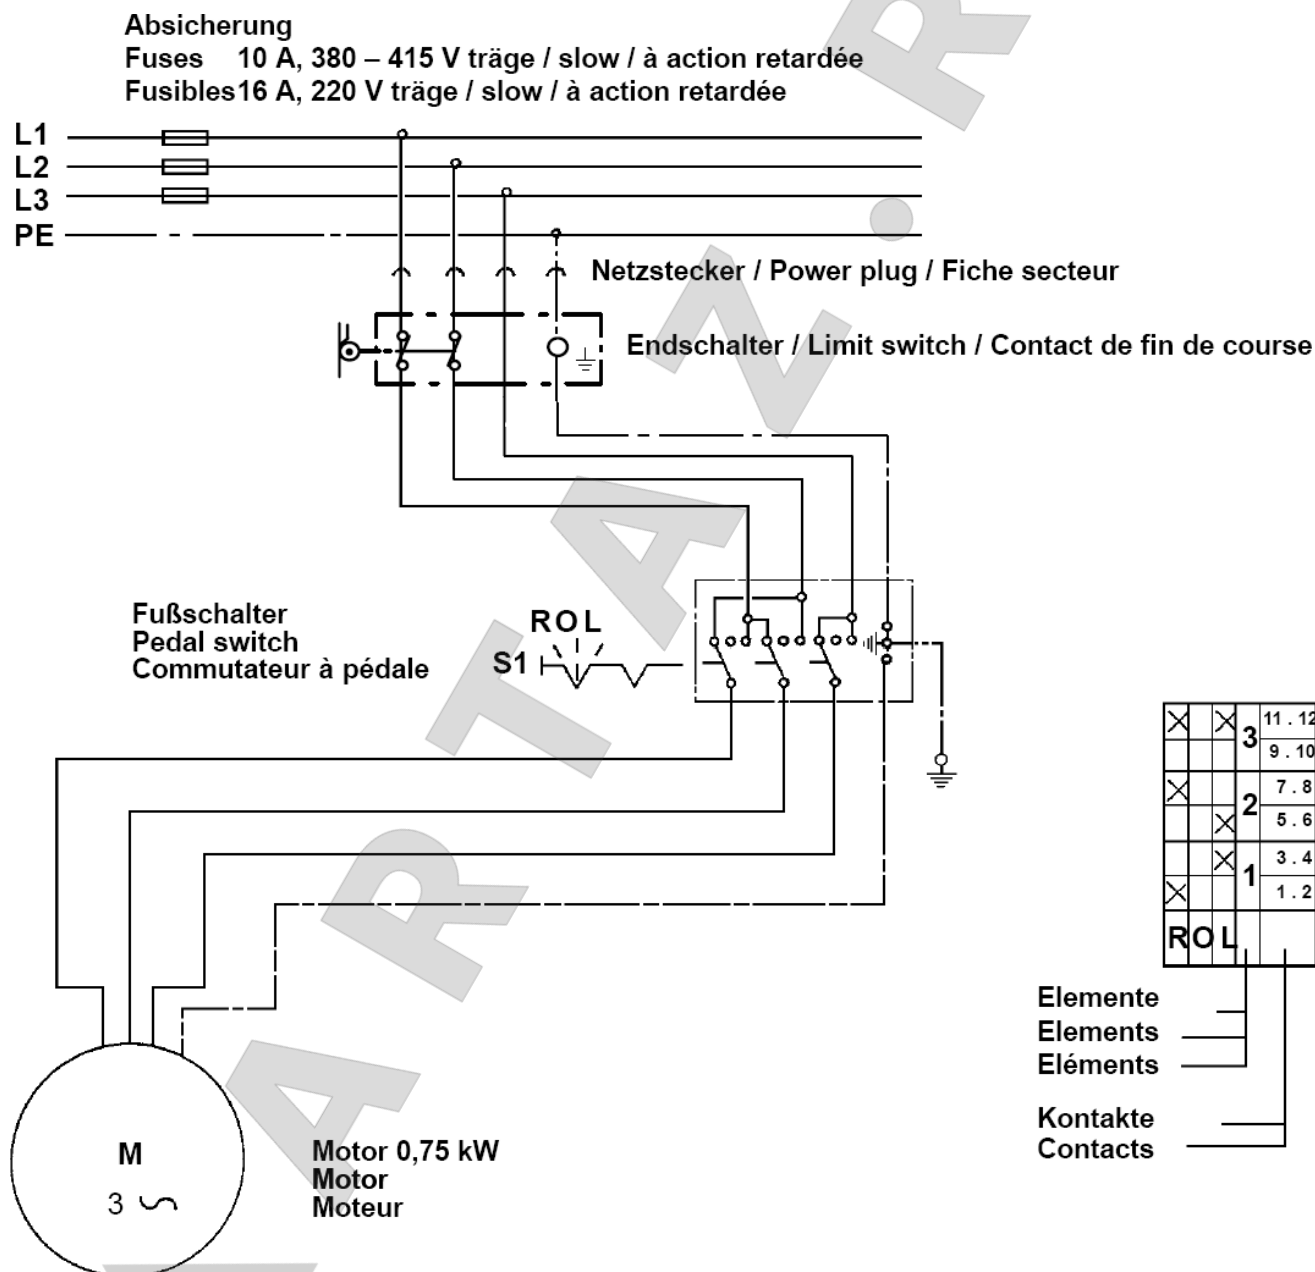 Absicherung
Fuses 10 A, 380 – 415 V träge / slow / à action retardée
Fusibles16 A, 220 V träge / slow / à action retardée
L1
L2
L3
PE
Netzstecker / Power plug / Fiche secteur
Endschalter / Limit switch / Contact de fin de course
Fußschalter
Pedal switch
Commutateur à pédale
R O L
S1
3 11 . 12
9 . 10
2 7 . 8
5 . 6
1 3 . 4
1 . 2
R O L
Elemente
Elements
Eléments
Kontakte
Contacts
M
3
Motor 0,75 kW
Motor
Moteur
ARTAZ.R